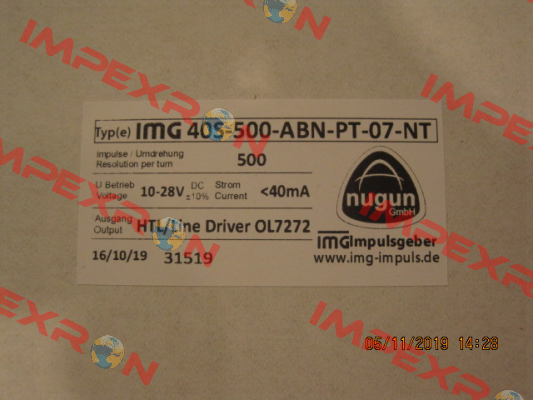 IMPEXRON
IMPEXRON
Typ(e) IMG 40S-500-ABN-PT-07-NT
Impulse / Umdrehung
Resolution per turn
500
U Betrieb
Voltage
10-28V DC ±10%
Strom
Current
<40mA
Ausgang
Output
HTL/Line Driver OL7272
16/10/19 31519
nugun
GmbH
IMG Impulsgeber
www.img-impuls.de
05/11/2019 14:28